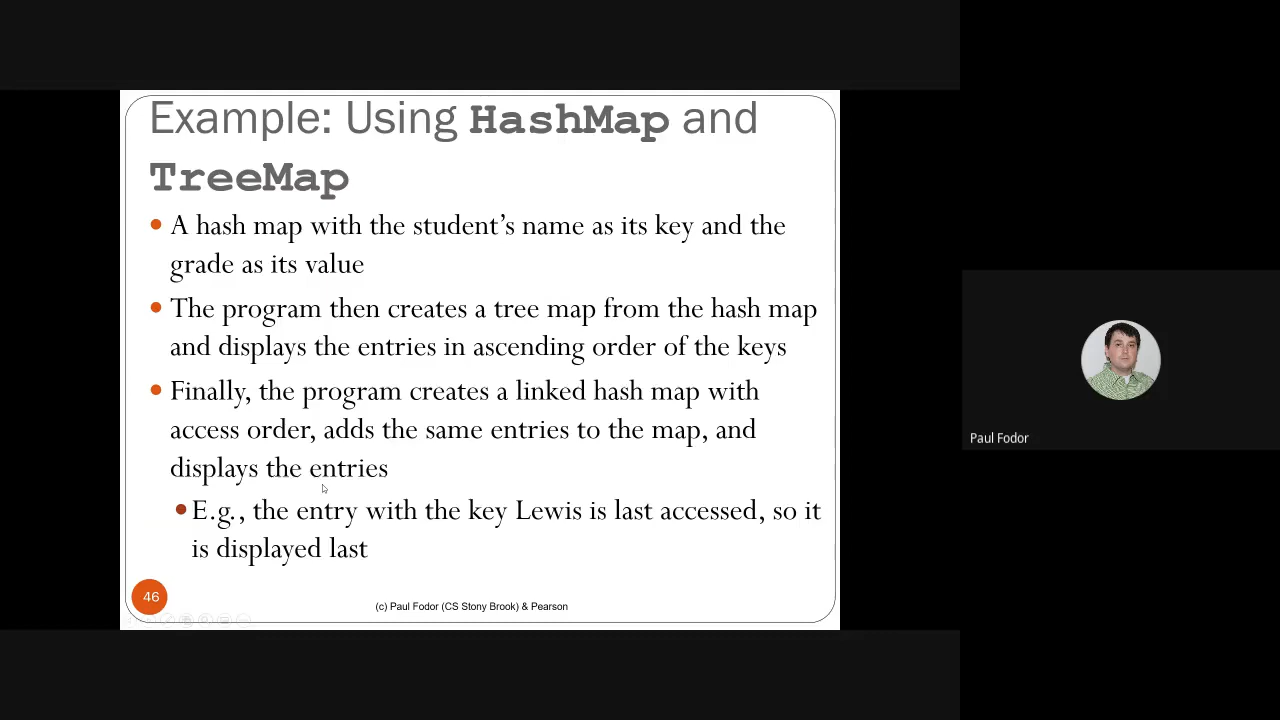 Example: Using HashMap and
TreeMap
• A hash map with the student’s name as its key and the
grade as its value
• The program then creates a tree map from the hash map
and displays the entries in ascending order of the keys
• Finally, the program creates a linked hash map with
access order, adds the same entries to the map, and
displays the entries
• E.g., the entry with the key Lewis is last accessed, so it
is displayed last
46
(c) Paul Fodor (CS Stony Brook) & Pearson
Paul Fodor